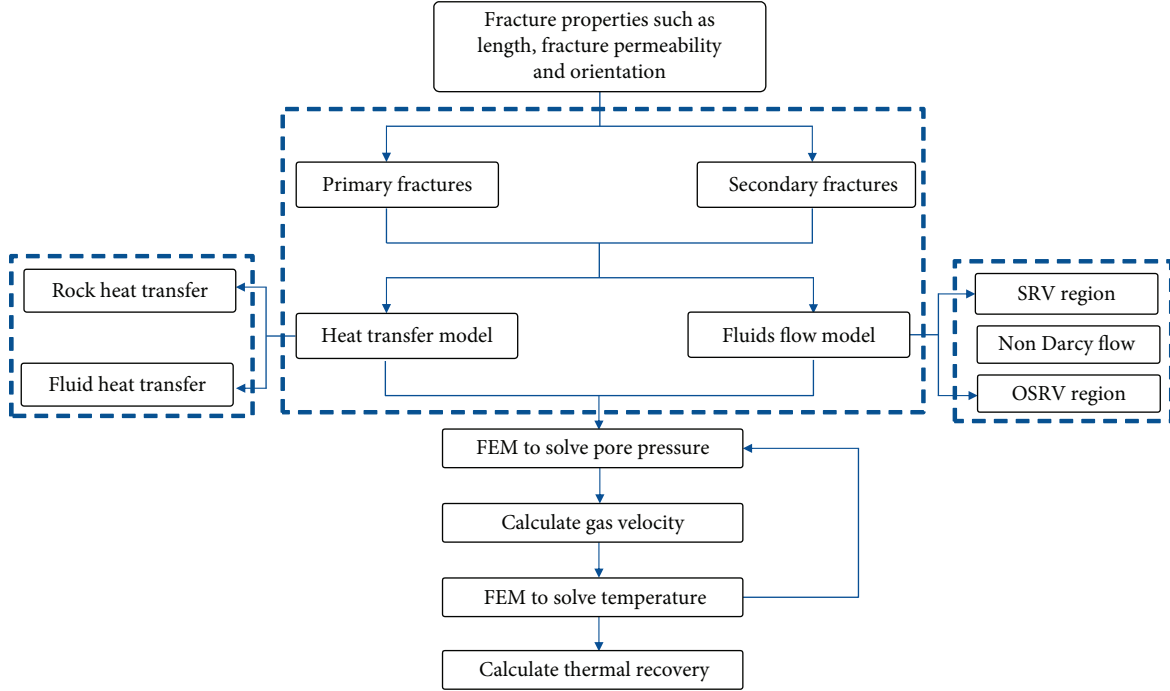 Fracture properties such as
length, fracture permeability
and orientation
Primary fractures
Secondary fractures
Rock heat transfer
Fluid heat transfer
Heat transfer model
Fluids flow model
SRV region
Non Darcy flow
OSRV region
FEM to solve pore pressure
Calculate gas velocity
FEM to solve temperature
Calculate thermal recovery